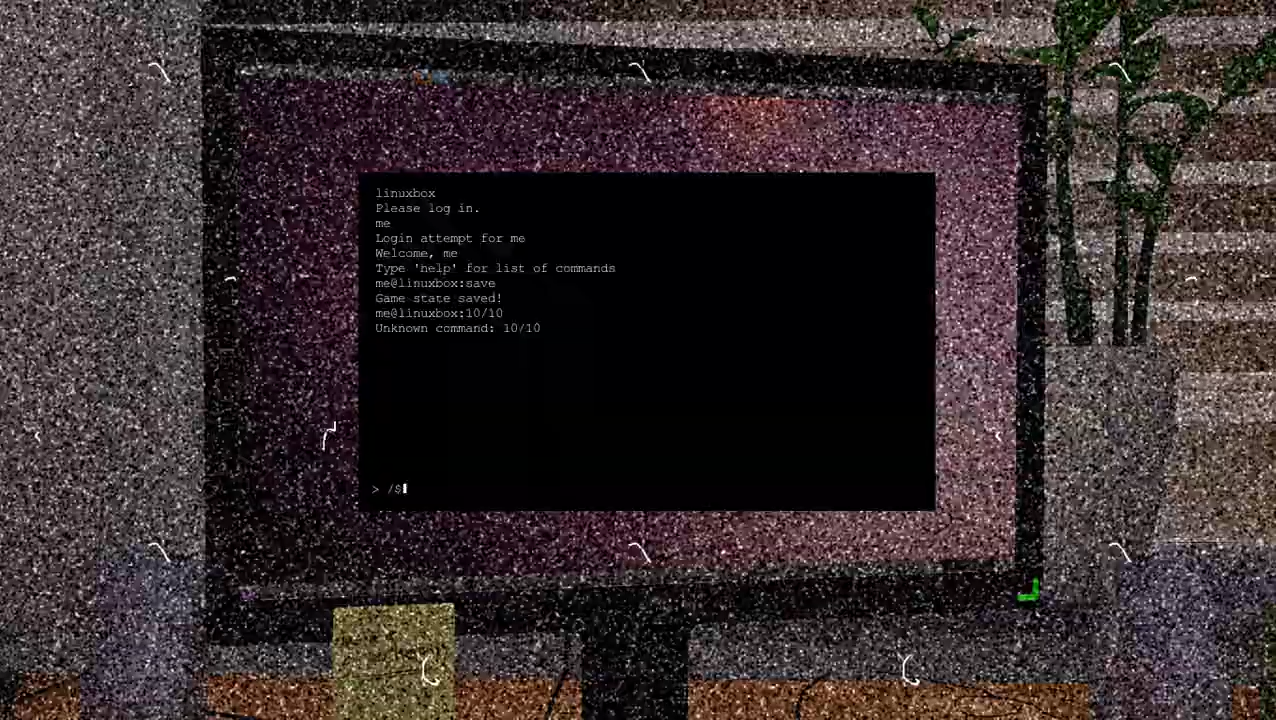 linuxbox
Please log in.
me
Login attempt for me
Welcome, me
Type 'help' for list of commands
me@linuxbox:save
Game state saved!
me@linuxbox:10/10
Unknown command: 10/10
> /$